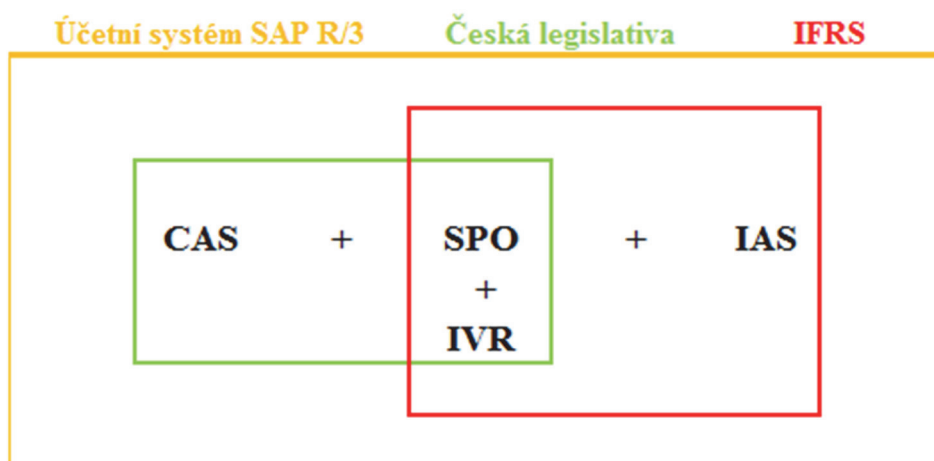 Účetní systém SAP R/3 Česká legislativa IFRS
CAS + SPO + IAS
+
IVR